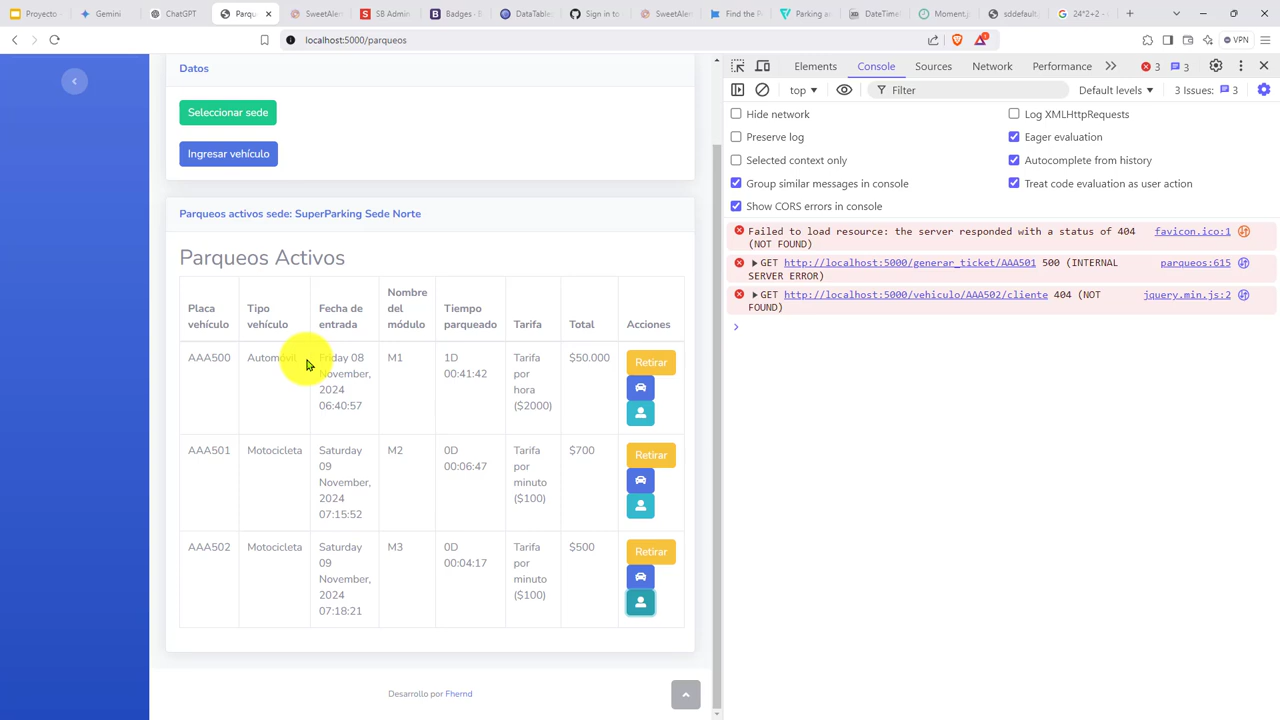 Proyecto
Gemini
ChatGPT
Parqu
SweetAler
SB Admin
Badges - B
DataTable
Sign in to
SweetAler
Find the P
Parking ar
DateTime
Moment.j
sddefault.
24*2+2 -
localhost:5000/parqueos
VPN
Datos
Seleccionar sede
Ingresar vehículo
Parqueos activos sede: SuperParking Sede Norte
Parqueos Activos
Placa vehículo
Tipo vehículo
Fecha de entrada
Nombre del módulo
Tiempo parqueado
Tarifa
Total
Acciones
AAA500
Automóvil
Friday 08 November, 2024 06:40:57
M1
1D 00:41:42
Tarifa por hora ($2000)
$50.000
Retirar
AAA501
Motocicleta
Saturday 09 November, 2024 07:15:52
M2
0D 00:06:47
Tarifa por minuto ($100)
$700
Retirar
AAA502
Motocicleta
Saturday 09 November, 2024 07:18:21
M3
0D 00:04:17
Tarifa por minuto ($100)
$500
Retirar
Desarrollo por Fhernd
Elements
Console
Sources
Network
Performance
3
3
top
Filter
Default levels
3 Issues: 3
Hide network
Log XMLHttpRequests
Preserve log
Eager evaluation
Selected context only
Autocomplete from history
Group similar messages in console
Treat code evaluation as user action
Show CORS errors in console
Failed to load resource: the server responded with a status of 404 favicon.ico:1
(NOT FOUND)
GET http://localhost:5000/generar_ticket/AAA501 500 (INTERNAL parqueos:615
SERVER ERROR)
GET http://localhost:5000/vehiculo/AAA502/cliente 404 (NOT jquery.min.js:2
FOUND)